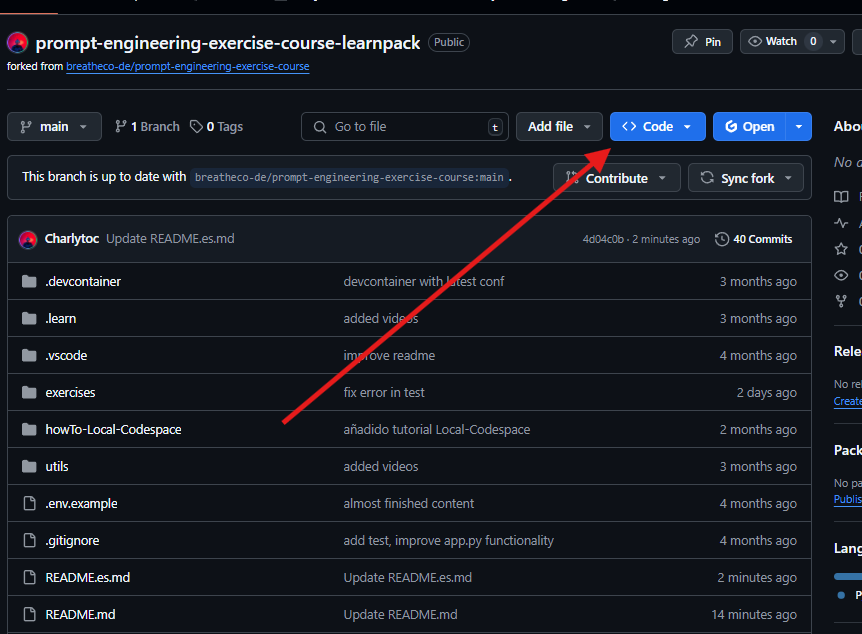 prompt-engineering-exercise-course-learnpack Public Pin Watch 0
forked from breatheco-de/prompt-engineering-exercise-course
main 1 Branch 0 Tags Go to file t Add file Code Open
This branch is up to date with breatheco-de/prompt-engineering-exercise-course:main . Contribute Sync fork
Charlytoc Update README.es.md 4d04c0b · 2 minutes ago 40 Commits
.devcontainer devcontainer with latest conf 3 months ago
.learn added videos 3 months ago
.vscode improve readme 4 months ago
exercises fix error in test 2 days ago
howTo-Local-Codespace añadido tutorial Local-Codespace 2 months ago
utils added videos 3 months ago
.env.example almost finished content 4 months ago
.gitignore add test, improve app.py functionality 4 months ago
README.es.md Update README.es.md 2 minutes ago
README.md Update README.md 14 minutes ago
Abo
No d
Rele
No rel
Create
Pack
No pa
Publis
Lang
P